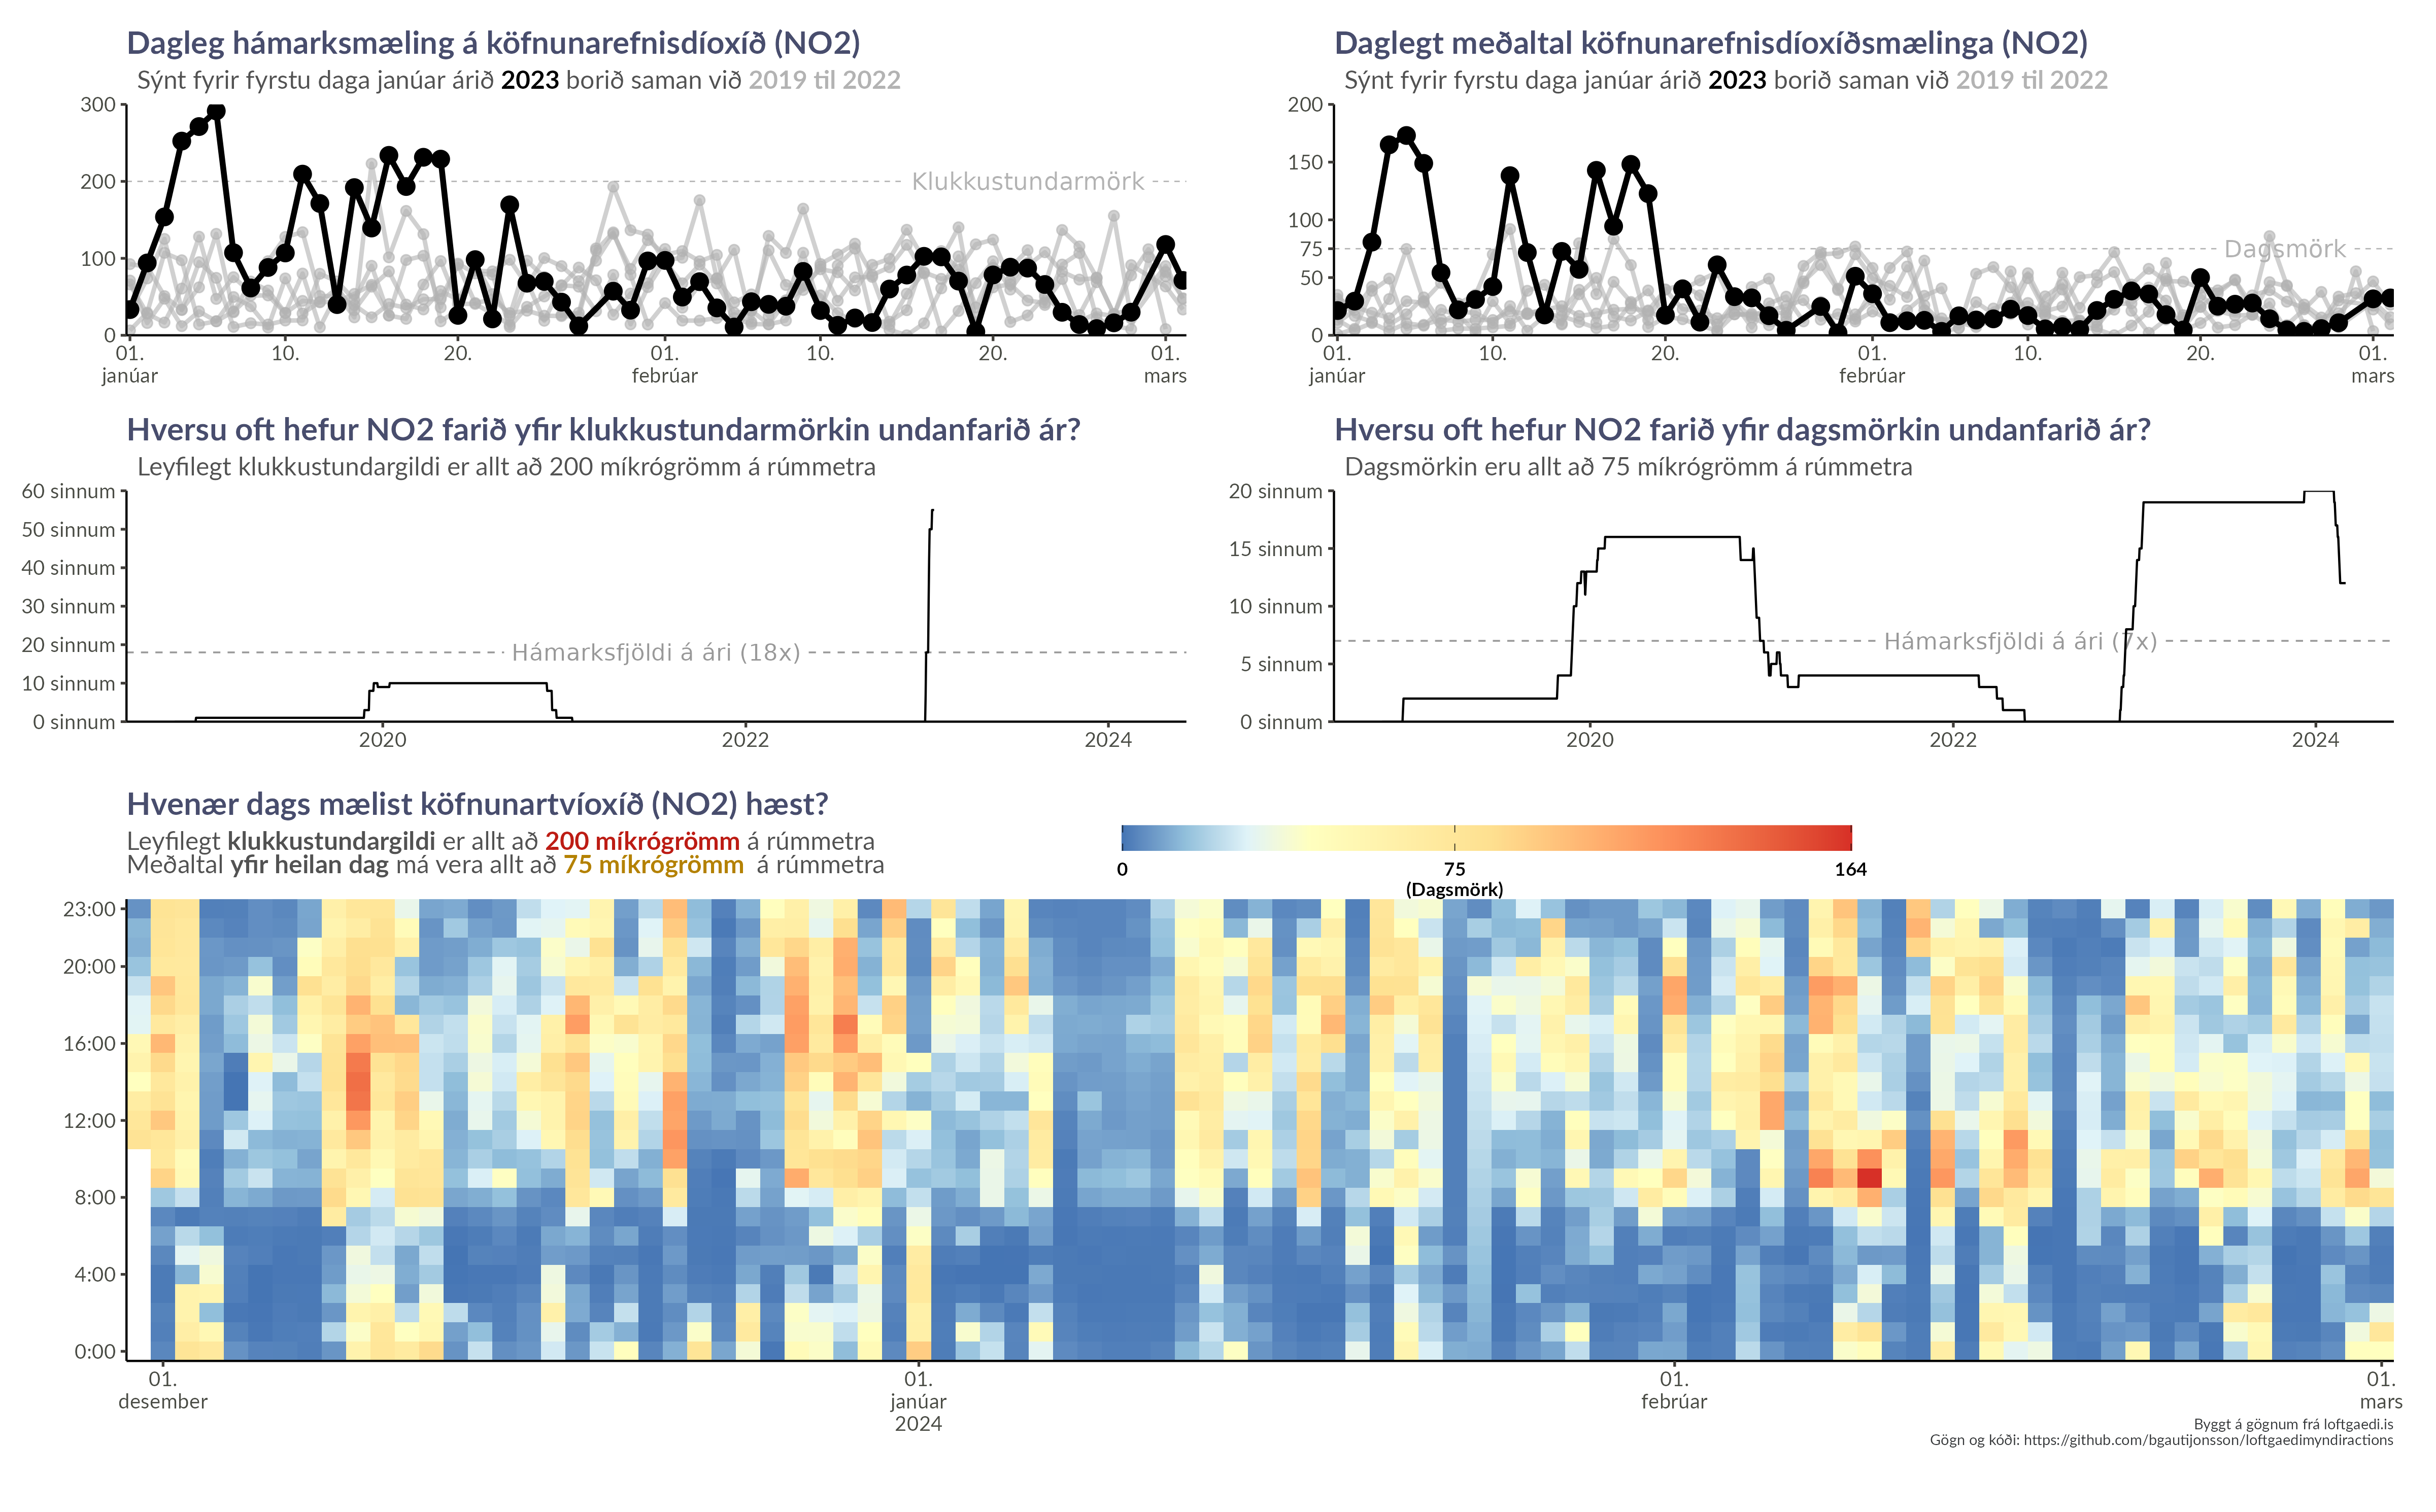 Dagleg hámarksmæling á köfnunarefnisdíoxíð (NO2)
Sýnt fyrir fyrstu daga janúar árið 2023 borið saman við 2019 til 2022
300
200
100
0
Klukkustundarmörk
01. 10. 20. 01. 10. 20. 01.
janúar febrúar mars
Daglegt meðaltal köfnunarefnisdíoxíðsmælinga (NO2)
Sýnt fyrir fyrstu daga janúar árið 2023 borið saman við 2019 til 2022
200
150
100
75
50
0
Dagsmörk
01. 10. 20. 01. 10. 20. 01.
janúar febrúar mars
Hversu oft hefur NO2 farið yfir klukkustundarmörkin undanfarið ár?
Leyfilegt klukkustundargildi er allt að 200 míkrógrömm á rúmmetra
60 sinnum
50 sinnum
40 sinnum
30 sinnum
20 sinnum
10 sinnum
0 sinnum
Hámarksfjöldi á ári (18x)
2020 2022 2024
Hversu oft hefur NO2 farið yfir dagsmörkin undanfarið ár?
Dagsmörkin eru allt að 75 míkrógrömm á rúmmetra
20 sinnum
15 sinnum
10 sinnum
5 sinnum
0 sinnum
Hámarksfjöldi á ári (7x)
2020 2022 2024
Hvenær dags mælist köfnunartvíoxíð (NO2) hæst?
Leyfilegt klukkustundargildi er allt að 200 míkrógrömm á rúmmetra
Meðaltal yfir heilan dag má vera allt að 75 míkrógrömm á rúmmetra
0 75 164
(Dagsmörk)
23:00
20:00
16:00
12:00
8:00
4:00
0:00
01. 01. 01. 01.
desember janúar febrúar mars
2024
Byggt á gögnum frá loftgaedi.is
Gögn og kóði: https://github.com/bgautijonsson/loftgaedimyndiractions